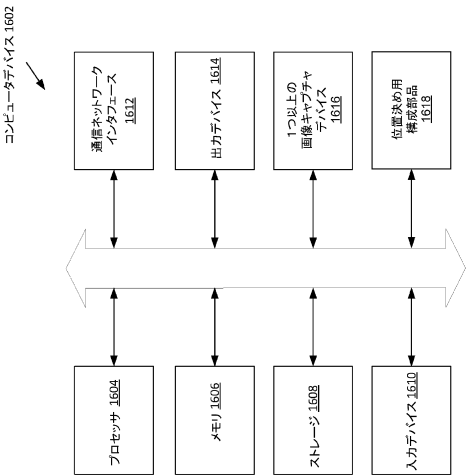 コンピュータデバイス 1602
プロセッサ 1604
メモリ 1606
ストレージ 1608
入力デバイス 1610
通信ネットワーク
インタフェース
1612
出力デバイス 1614
1つ以上の
画像キャプチャ
デバイス
1616
位置決め用
構成部品
1618